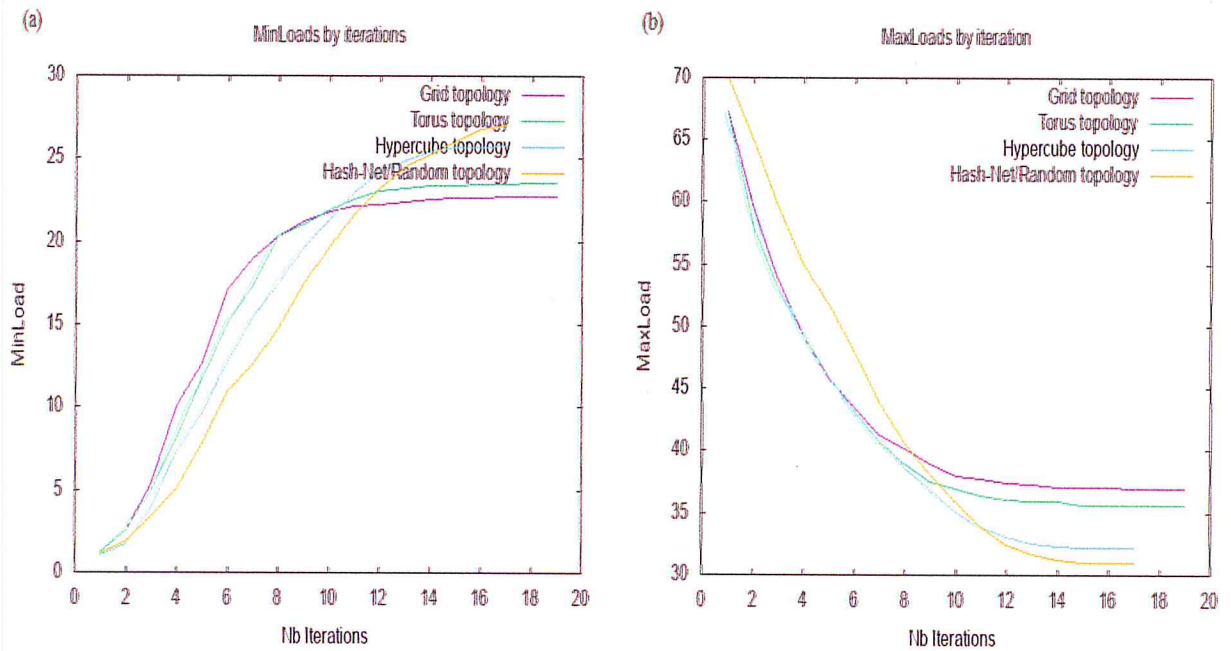 (a)
MinLoads by iterations
30
25
20
15
10
5
0
MinLoad
Grid topology
Torus topology
Hypercube topology
Hash-Net/Random topology
0 2 4 6 8 10 12 14 16 18 20
Nb Iterations
(b)
MaxLoads by iteration
70
65
60
55
50
45
40
35
30
MaxLoad
Grid topology
Torus topology
Hypercube topology
Hash-Net/Random topology
0 2 4 6 8 10 12 14 16 18 20
Nb Iterations